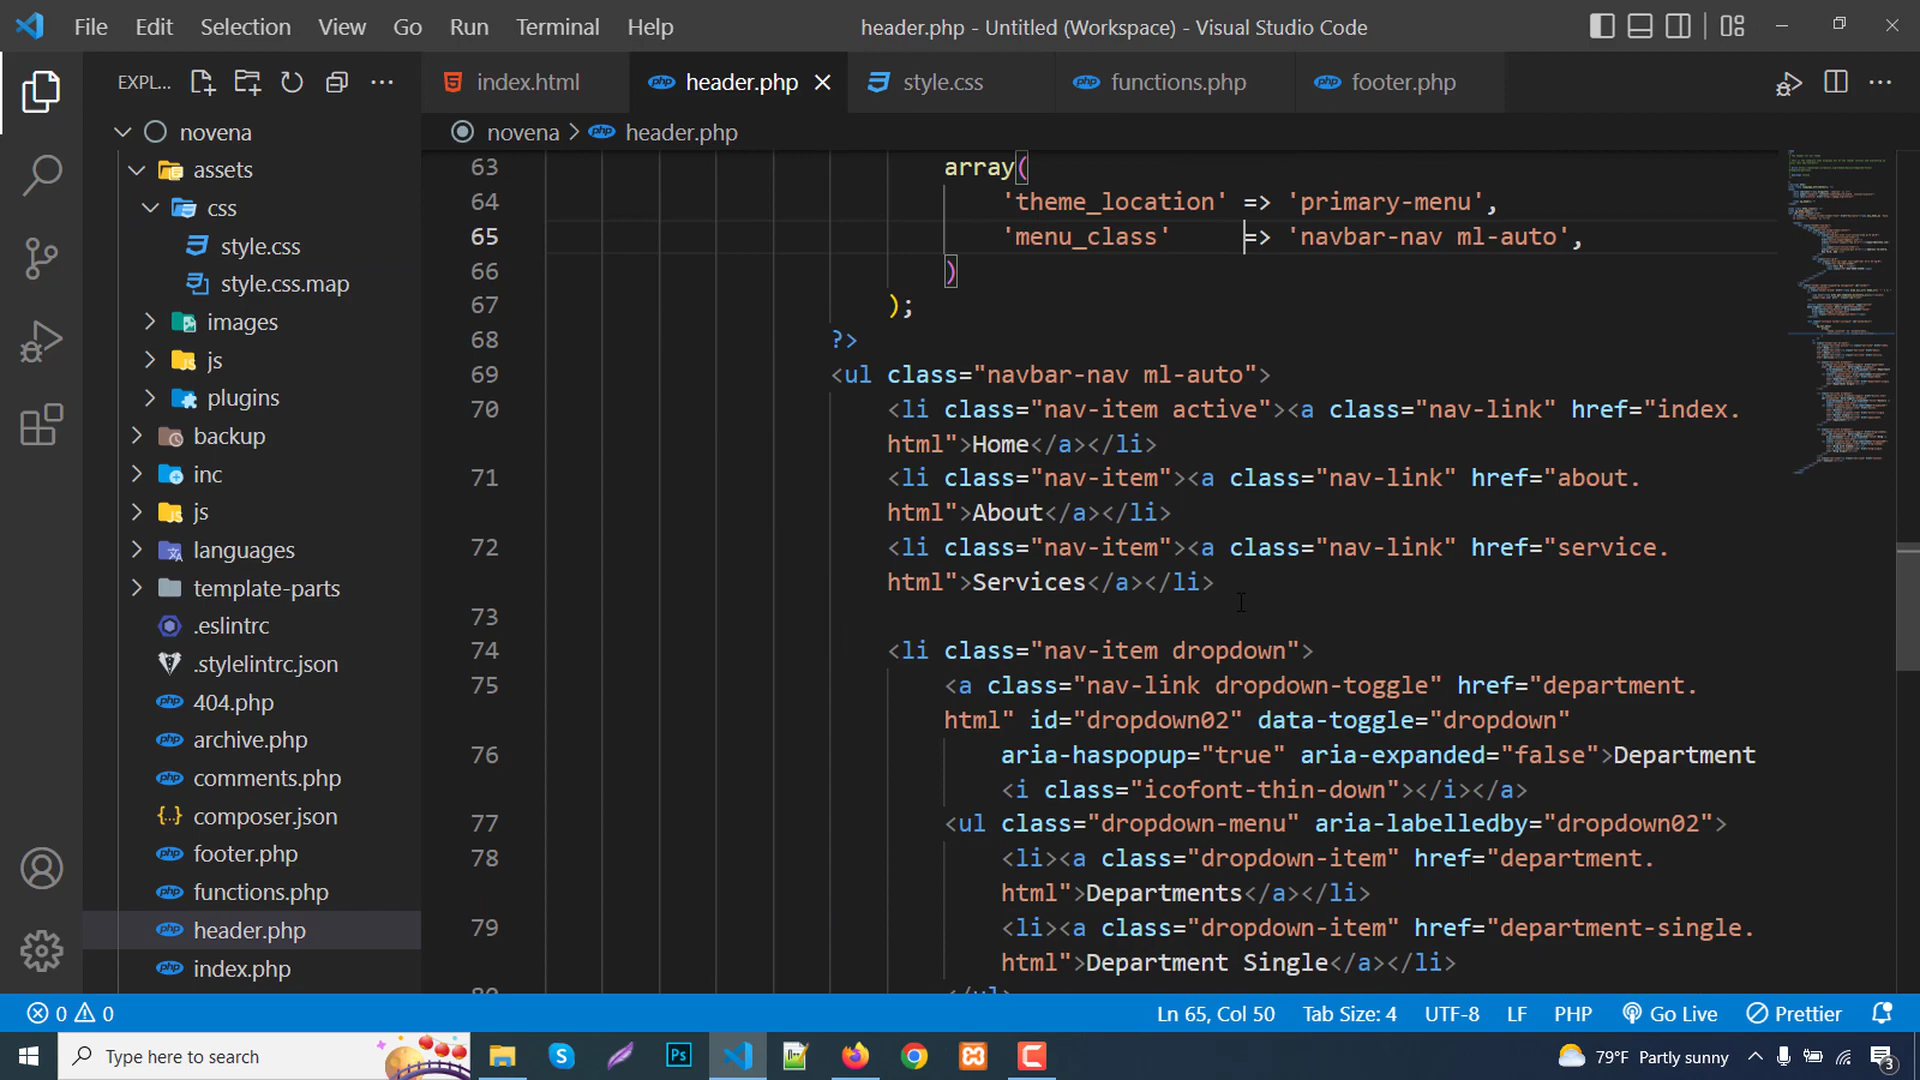 File Edit Selection View Go Run Terminal Help
header.php - Untitled (Workspace) - Visual Studio Code
EXPL...
index.html
header.php
style.css
functions.php
footer.php
novena > header.php
novena
assets
css
style.css
style.css.map
images
js
plugins
backup
inc
js
languages
template-parts
.eslintrc
.stylelintrc.json
404.php
archive.php
comments.php
composer.json
footer.php
functions.php
header.php
index.php
63 array(
64 'theme_location' => 'primary-menu',
65 'menu_class' => 'navbar-nav ml-auto',
66 )
67 );
68 ?>
69 <ul class="navbar-nav ml-auto">
70 <li class="nav-item active"><a class="nav-link" href="index.
html">Home</a></li>
71 <li class="nav-item"><a class="nav-link" href="about.
html">About</a></li>
72 <li class="nav-item"><a class="nav-link" href="service.
html">Services</a></li>
73
74 <li class="nav-item dropdown">
75 <a class="nav-link dropdown-toggle" href="department.
html" id="dropdown02" data-toggle="dropdown"
76 aria-haspopup="true" aria-expanded="false">Department
<i class="icofont-thin-down"></i></a>
77 <ul class="dropdown-menu" aria-labelledby="dropdown02">
78 <li><a class="dropdown-item" href="department.
html">Departments</a></li>
79 <li><a class="dropdown-item" href="department-single.
html">Department Single</a></li>
80 </ul>
0 0
Ln 65, Col 50 Tab Size: 4 UTF-8 LF PHP Go Live Prettier
Type here to search
79°F Partly sunny
3